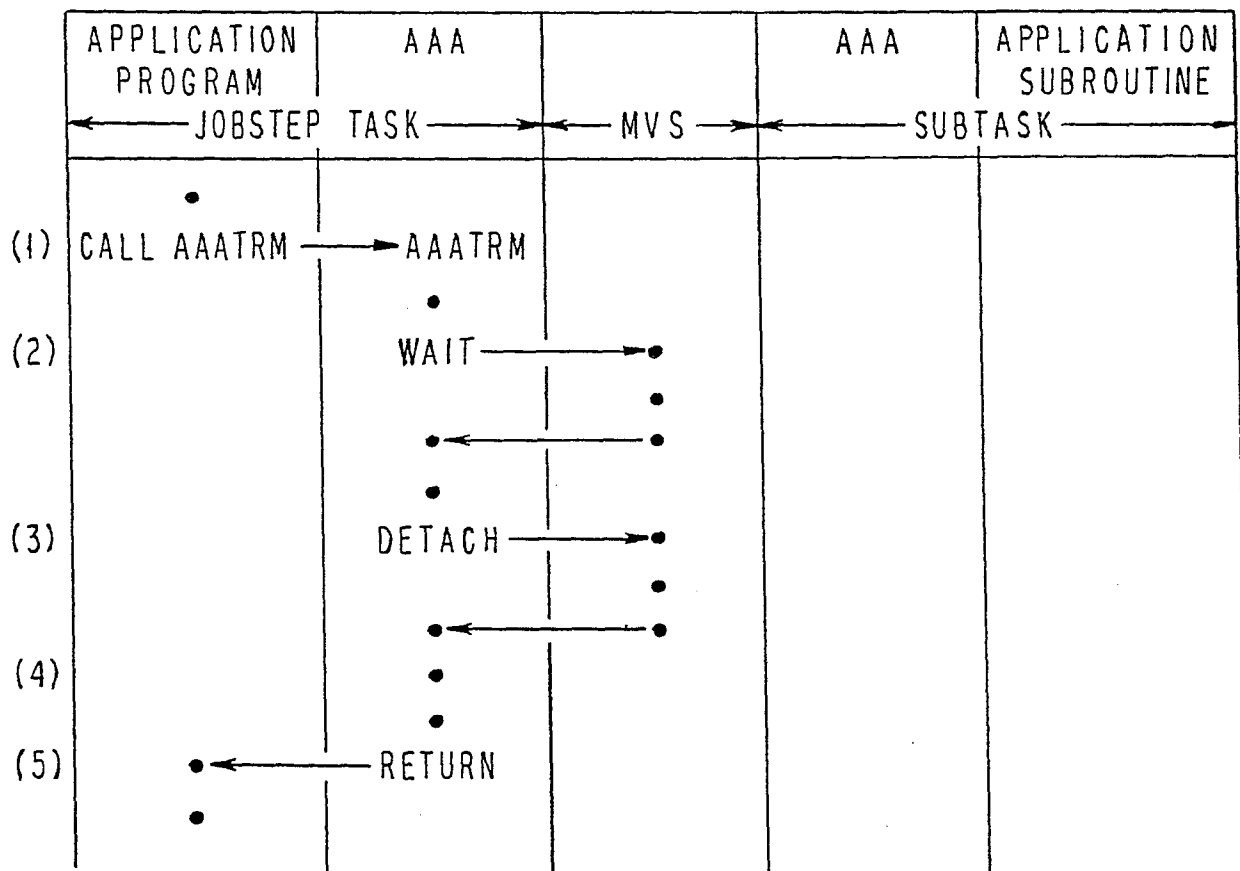 APPLICATION PROGRAM
AAA
AAA
APPLICATION SUBROUTINE
JOBSTEP TASK
MVS
SUBTASK
(1) CALL AAATRM AAATRM
(2) WAIT
(3) DETACH
(4)
(5) RETURN